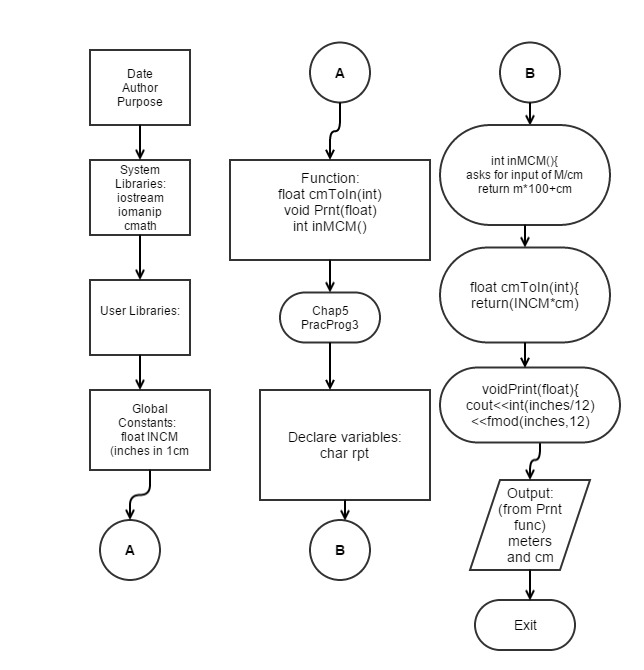 Date
Author
Purpose
System
Libraries:
iostream
iomanip
cmath
User Libraries:
Global
Constants:
float INCM
(inches in 1cm
A
A
Function:
float cmToIn(int)
void Prnt(float)
int inMCM()
Chap5
PracProg3
Declare variables:
char rpt
B
B
int inMCM(){
asks for input of M/cm
return m*100+cm
float cmToIn(int){
return(INCM*cm)
voidPrint(float){
cout<<int(inches/12)
<<fmod(inches,12)
Output:
(from Prnt
func)
meters
and cm
Exit